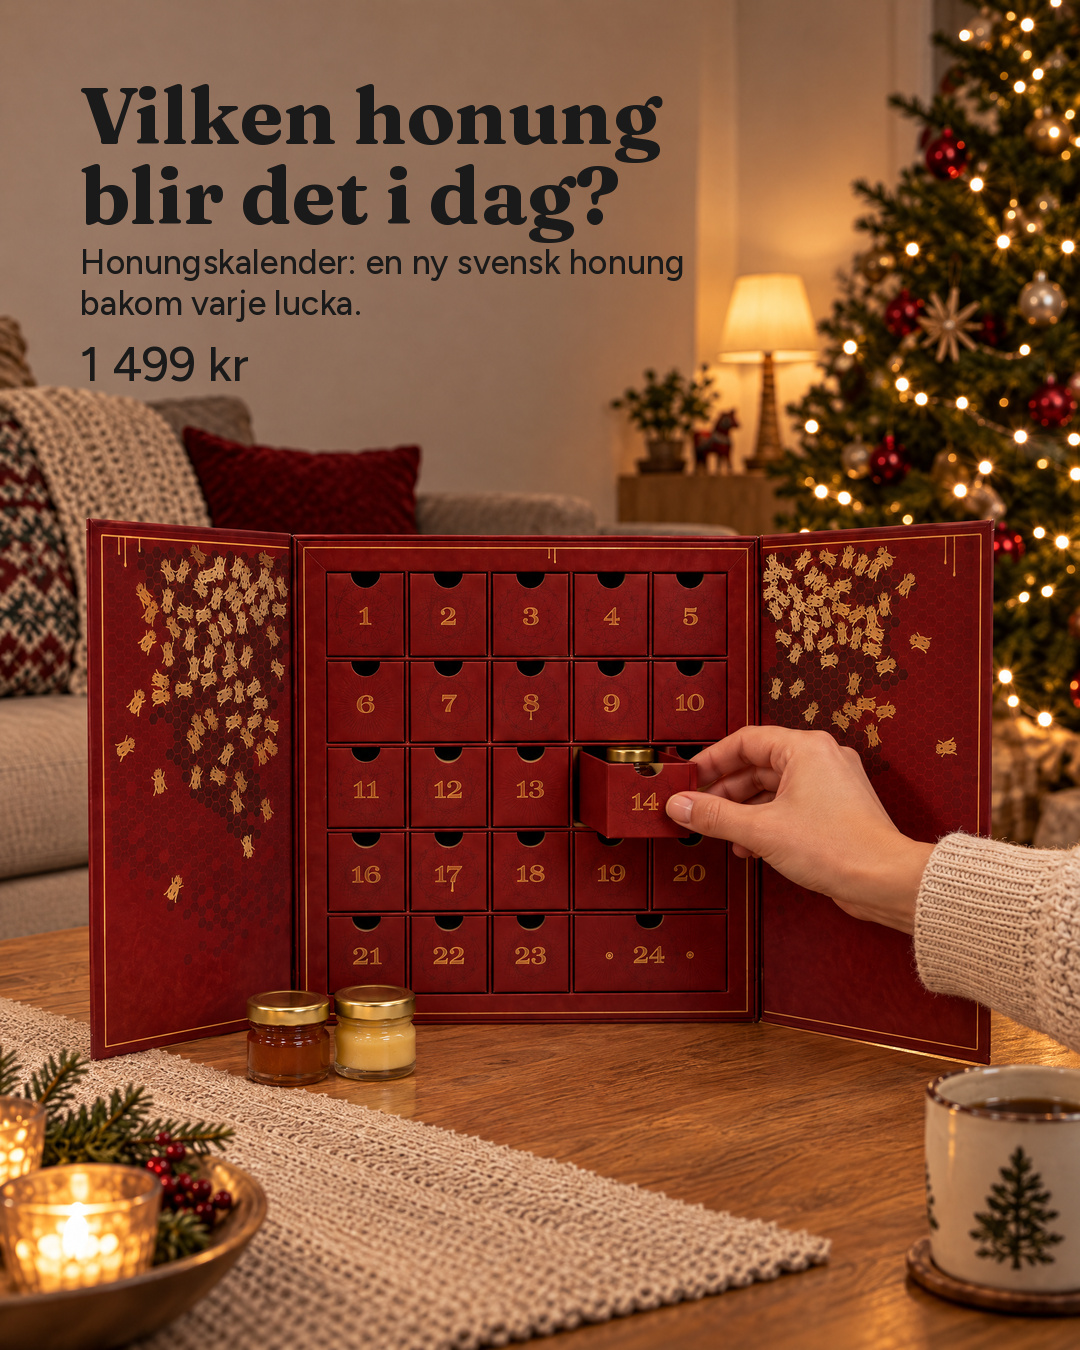 Vilken honung
blir det i dag?
Honungskalender: en ny svensk honung
bakom varje lucka.
1 499 kr
1 2 3 4 5
6 7 8 9 10
11 12 13 14
16 17 18 19 20
21 22 23 24